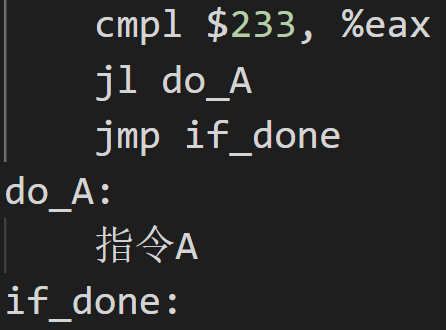 cmpl $233, %eax
jl do_A
jmp if_done
do_A:
指令A
if_done: